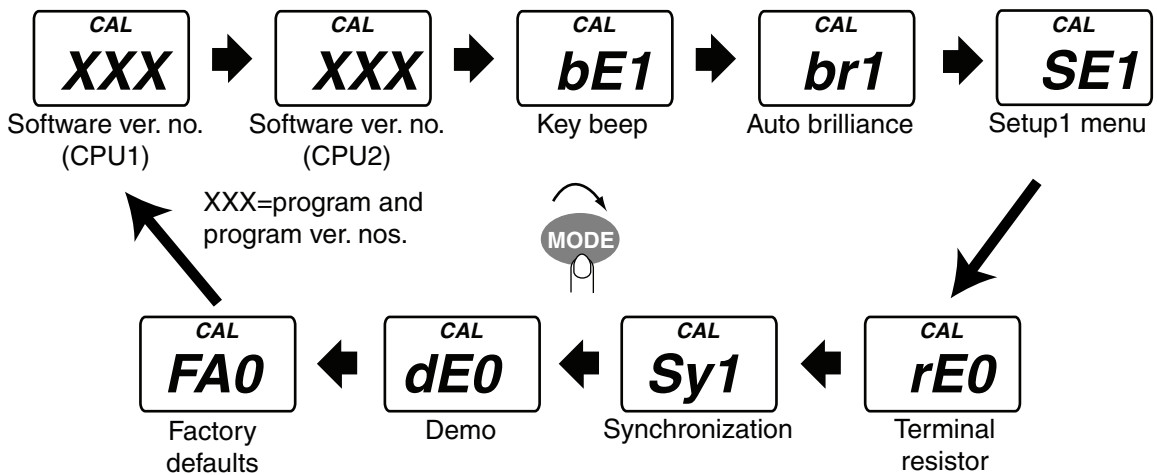 CAL
XXX
Software ver. no.
(CPU1)
CAL
XXX
Software ver. no.
(CPU2)
CAL
bE1
Key beep
CAL
br1
Auto brilliance
CAL
SE1
Setup1 menu
XXX=program and
program ver. nos.
MODE
CAL
FA0
Factory
defaults
CAL
dE0
Demo
CAL
Sy1
Synchronization
CAL
rE0
Terminal
resistor